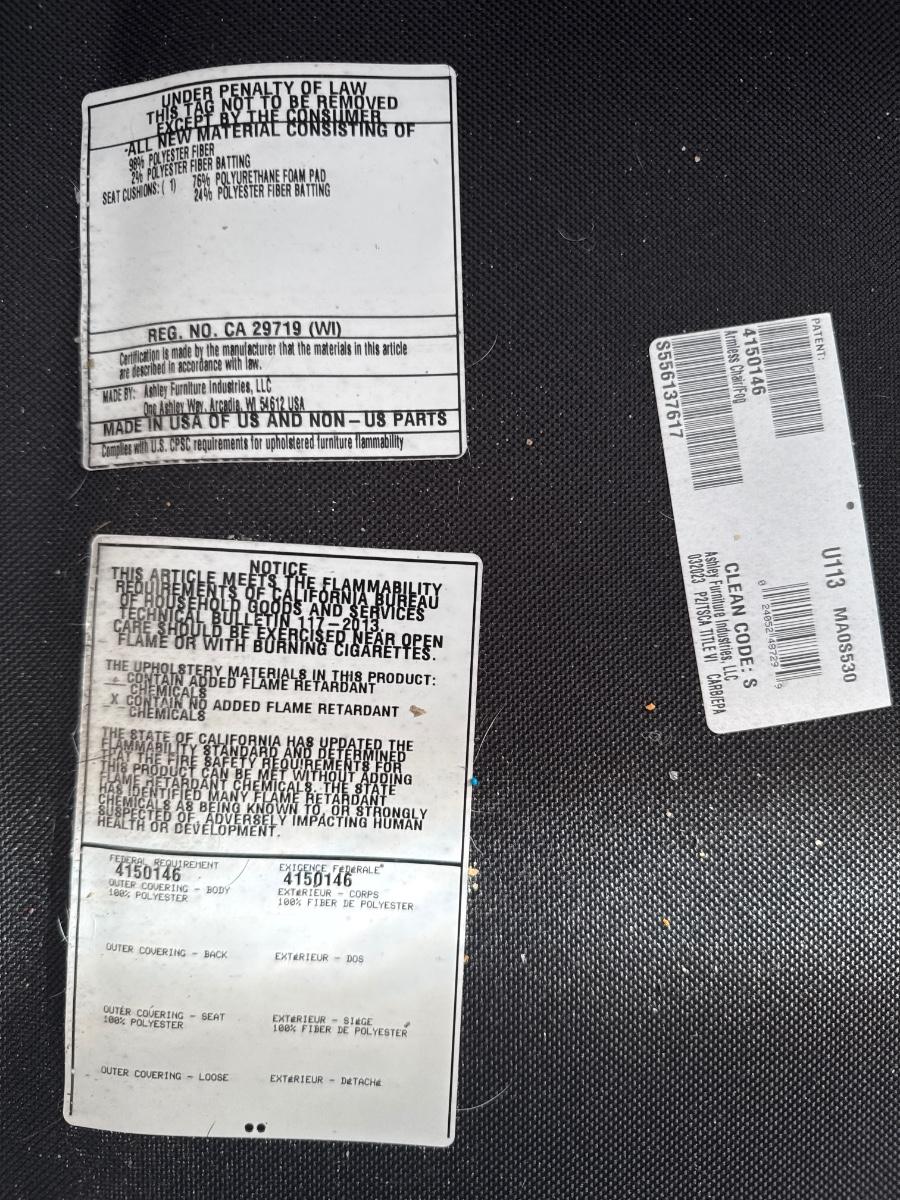 UNDER PENALTY OF LAW
THIS TAG NOT TO BE REMOVED
EXCEPT BY THE CONSUMER
ALL NEW MATERIAL CONSISTING OF
98% POLYESTER FIBER
2% POLYESTER FIBER BATTING
SEAT CUSHIONS: ( 1) 76% POLYURETHANE FOAM PAD
24% POLYESTER FIBER BATTING
REG. NO. CA 29719 (WI)
Certification is made by the manufacturer that the materials in this article
are described in accordance with law.
MADE BY: Ashley Furniture Industries, LLC
One Ashley Way, Arcadia, WI 54612 USA
MADE IN USA OF US AND NON-US PARTS
Complies with U.S. CPSC requirements for upholstered furniture flammability
NOTICE
THIS ARTICLE MEETS THE FLAMMABILITY
REQUIREMENTS OF CALIFORNIA BUREAU
OF HOUSEHOLD GOODS AND SERVICES
TECHNICAL BULLETIN 117-2013.
CARE SHOULD BE EXERCISED NEAR OPEN
FLAME OR WITH BURNING CIGARETTES.
THE UPHOLSTERY MATERIALS IN THIS PRODUCT:
CONTAIN ADDED FLAME RETARDANT
CHEMICALS
X CONTAIN NO ADDED FLAME RETARDANT
CHEMICALS
THE STATE OF CALIFORNIA HAS UPDATED THE
FLAMMABILITY STANDARD AND DETERMINED
THAT THE FIRE SAFETY REQUIREMENTS FOR
THIS PRODUCT CAN BE MET WITHOUT ADDING
FLAME RETARDANT CHEMICALS. THE STATE
HAS IDENTIFIED MANY FLAME RETARDANT
CHEMICALS AS BEING KNOWN TO, OR STRONGLY
SUSPECTED OF, ADVERSELY IMPACTING HUMAN
HEALTH OR DEVELOPMENT.
FEDERAL REQUIREMENT EXIGENCE FÉDÉRALE
4150146 4150146
OUTER COVERING - BODY EXTÉRIEUR - CORPS
100% POLYESTER 100% FIBER DE POLYESTER
OUTER COVERING - BACK EXTÉRIEUR - DOS
OUTER COVERING - SEAT EXTÉRIEUR - SIÉGE
100% POLYESTER 100% FIBER DE POLYESTER
OUTER COVERING - LOOSE EXTÉRIEUR - DÉTACHÉ
PATENT:
4150146
Armless Chair/Fog
S556137617
U113 MA0S530
0 24052 48729 9
CLEAN CODE: S
Ashley Furniture Industries, LLC
032023 P2ITSCA TITLE VI CARB/EPA